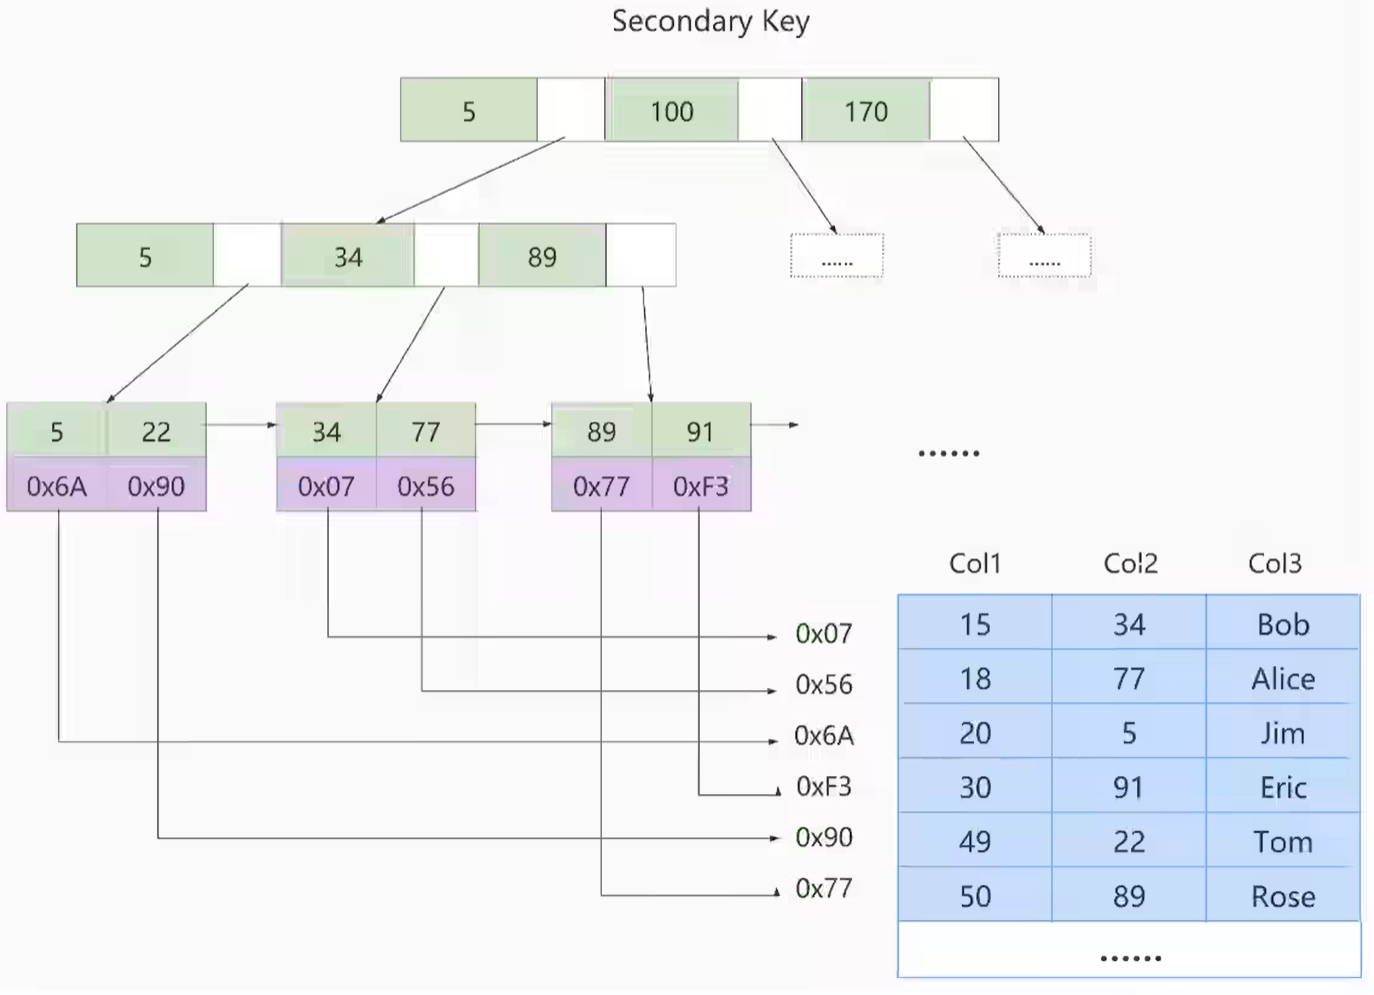 Secondary Key
5 100 170
5 34 89
...... ......
5 22 34 77 89 91
0x6A 0x90 0x07 0x56 0x77 0xF3
......
Col1 Col2 Col3
0x07 15 34 Bob
0x56 18 77 Alice
0x6A 20 5 Jim
0xF3 30 91 Eric
0x90 49 22 Tom
0x77 50 89 Rose
......